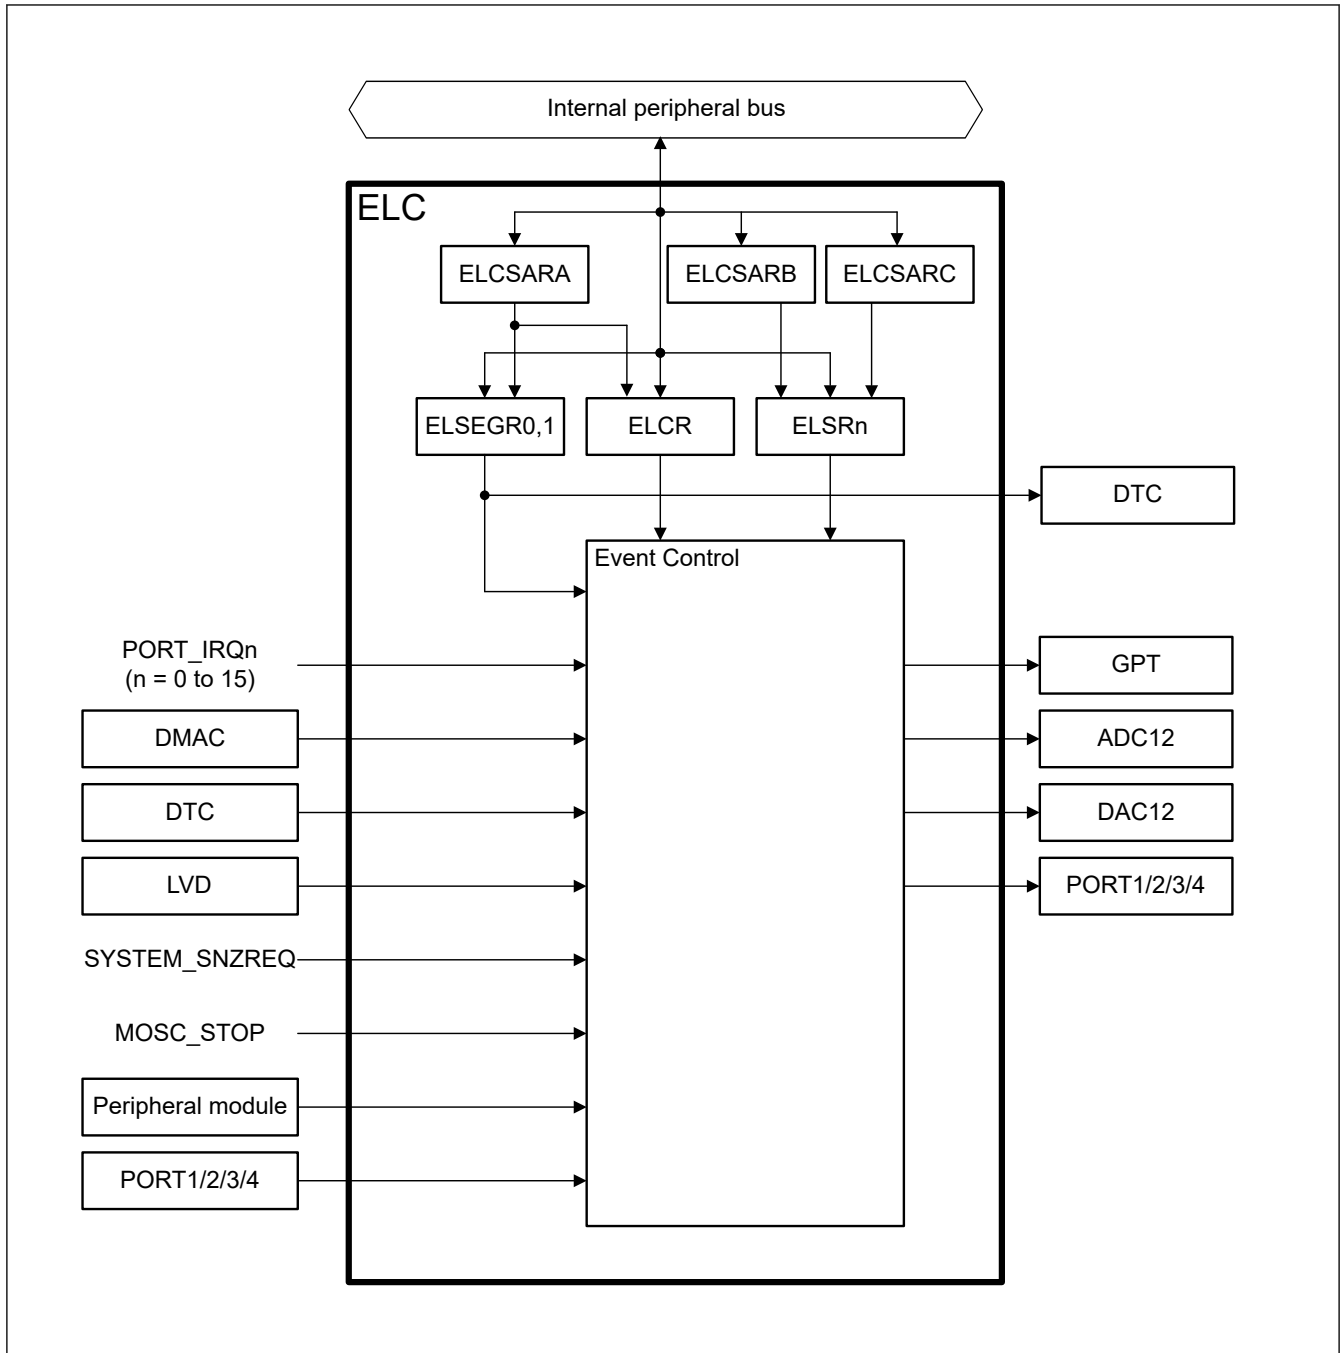 Internal peripheral bus
ELC
ELCSARA
ELCSARB
ELCSARC
ELSEGR0,1
ELCR
ELSRn
DTC
Event Control
PORT_IRQn
(n = 0 to 15)
GPT
DMAC
ADC12
DTC
DAC12
LVD
PORT1/2/3/4
SYSTEM_SNZREQ
MOSC_STOP
Peripheral module
PORT1/2/3/4